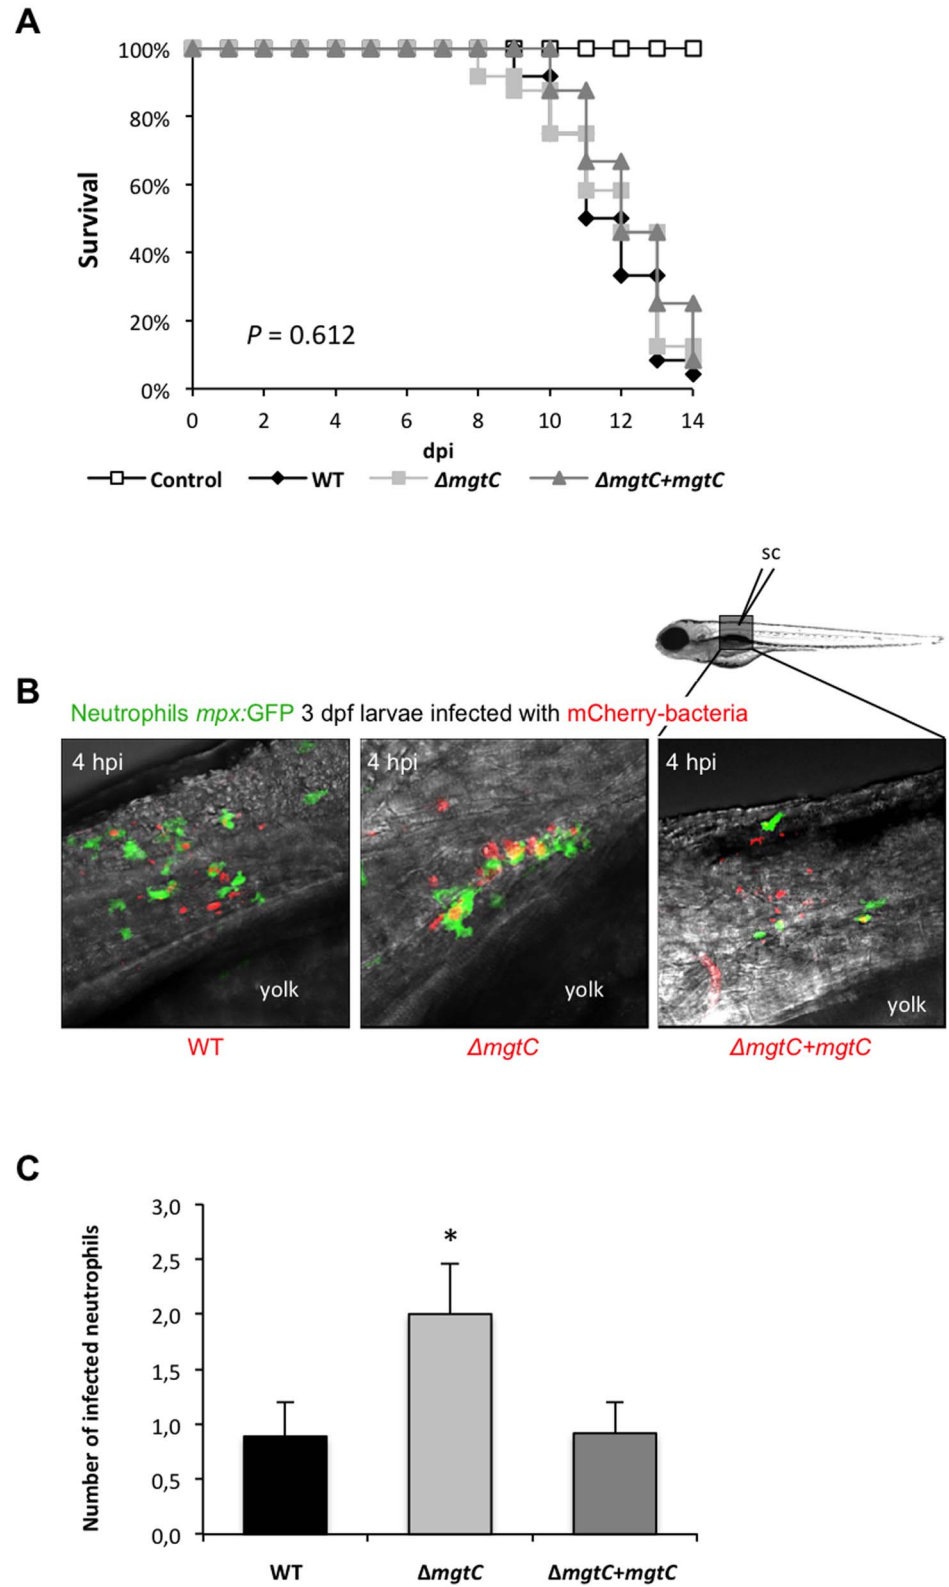 A
100%
80%
60%
40%
20%
0%
Survival
P = 0.612
0 2 4 6 8 10 12 14
dpi
Control WT ΔmgtC ΔmgtC+mgtC
sc
B
Neutrophils mpx:GFP 3 dpf larvae infected with mCherry-bacteria
4 hpi 4 hpi 4 hpi
yolk yolk yolk
WT ΔmgtC ΔmgtC+mgtC
C
3,0
2,5
2,0
1,5
1,0
0,5
0,0
Number of infected neutrophils
*
WT ΔmgtC ΔmgtC+mgtC